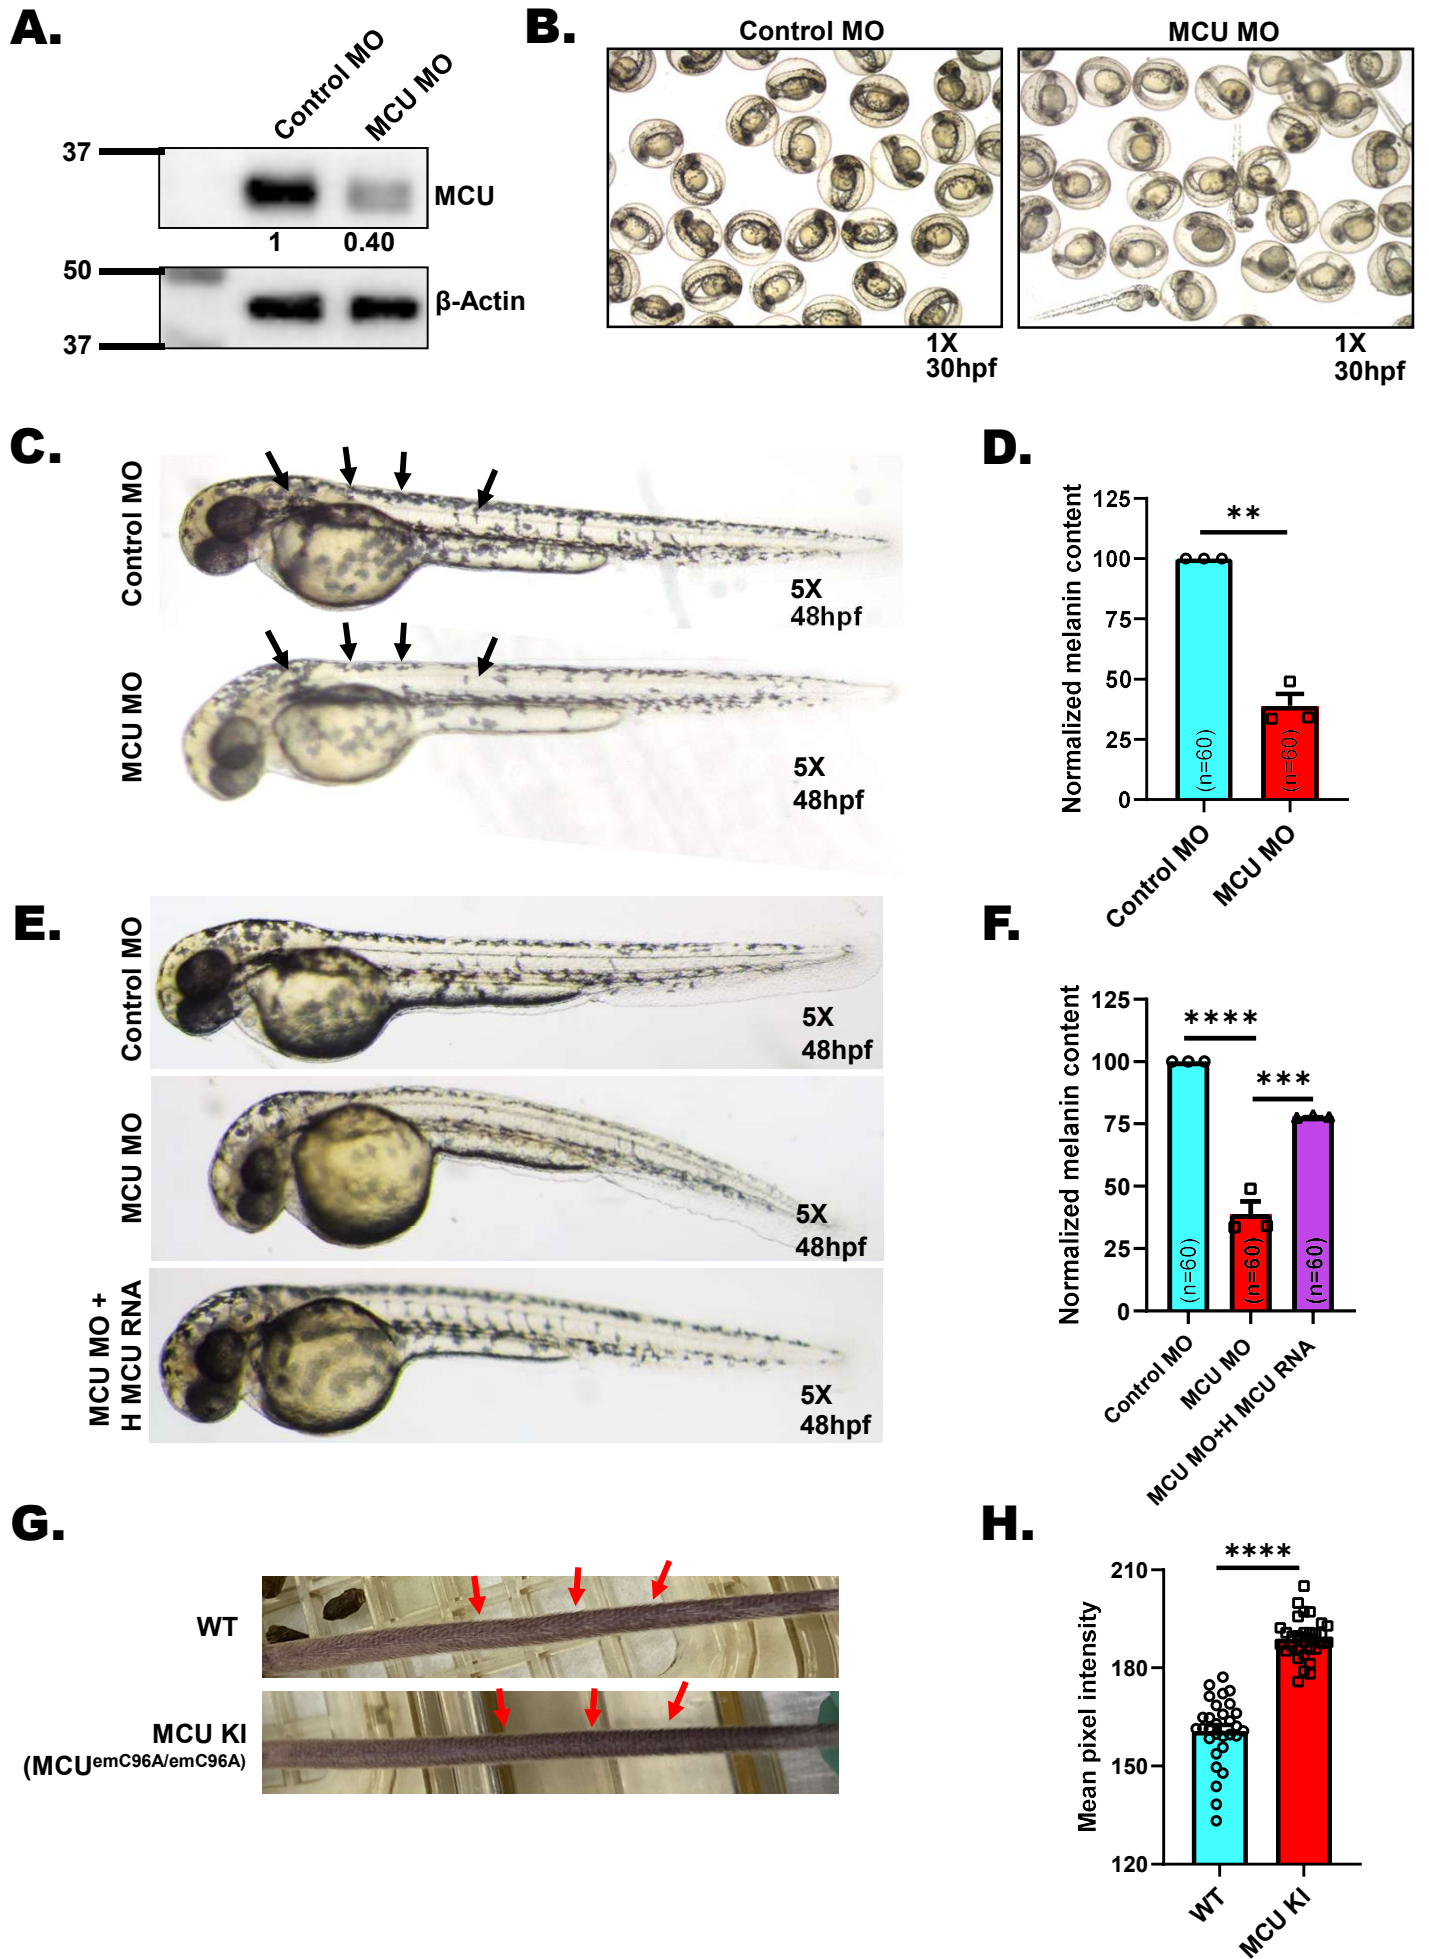 A.
Control MO
MCU MO
37
MCU
1 0.40
50
β-Actin
37
B.
Control MO
MCU MO
1X
30hpf
1X
30hpf
C.
Control MO
5X
48hpf
MCU MO
5X
48hpf
D.
Normalized melanin content
125
100
75
50
25
0
**
(n=60)
(n=60)
Control MO
MCU MO
E.
Control MO
5X
48hpf
MCU MO
5X
48hpf
MCU MO +
H MCU RNA
5X
48hpf
F.
Normalized melanin content
125
100
75
50
25
0
****
***
(n=60)
(n=60)
(n=60)
Control MO
MCU MO
MCU MO+H MCU RNA
G.
WT
MCU KI
(MCUemC96A/emC96A)
H.
Mean pixel intensity
210
180
150
120
****
WT
MCU KI